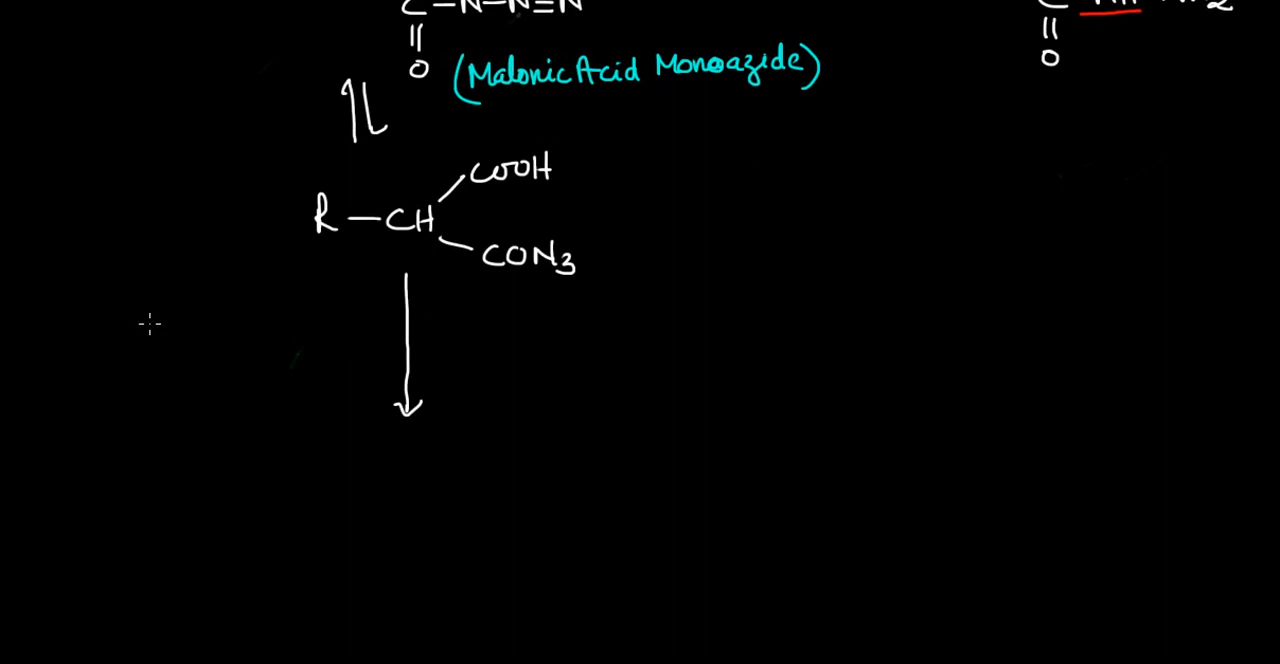 C–N–N≡N
O
(Malonic Acid Monoazide)
O
COOH
R–CH
CON3